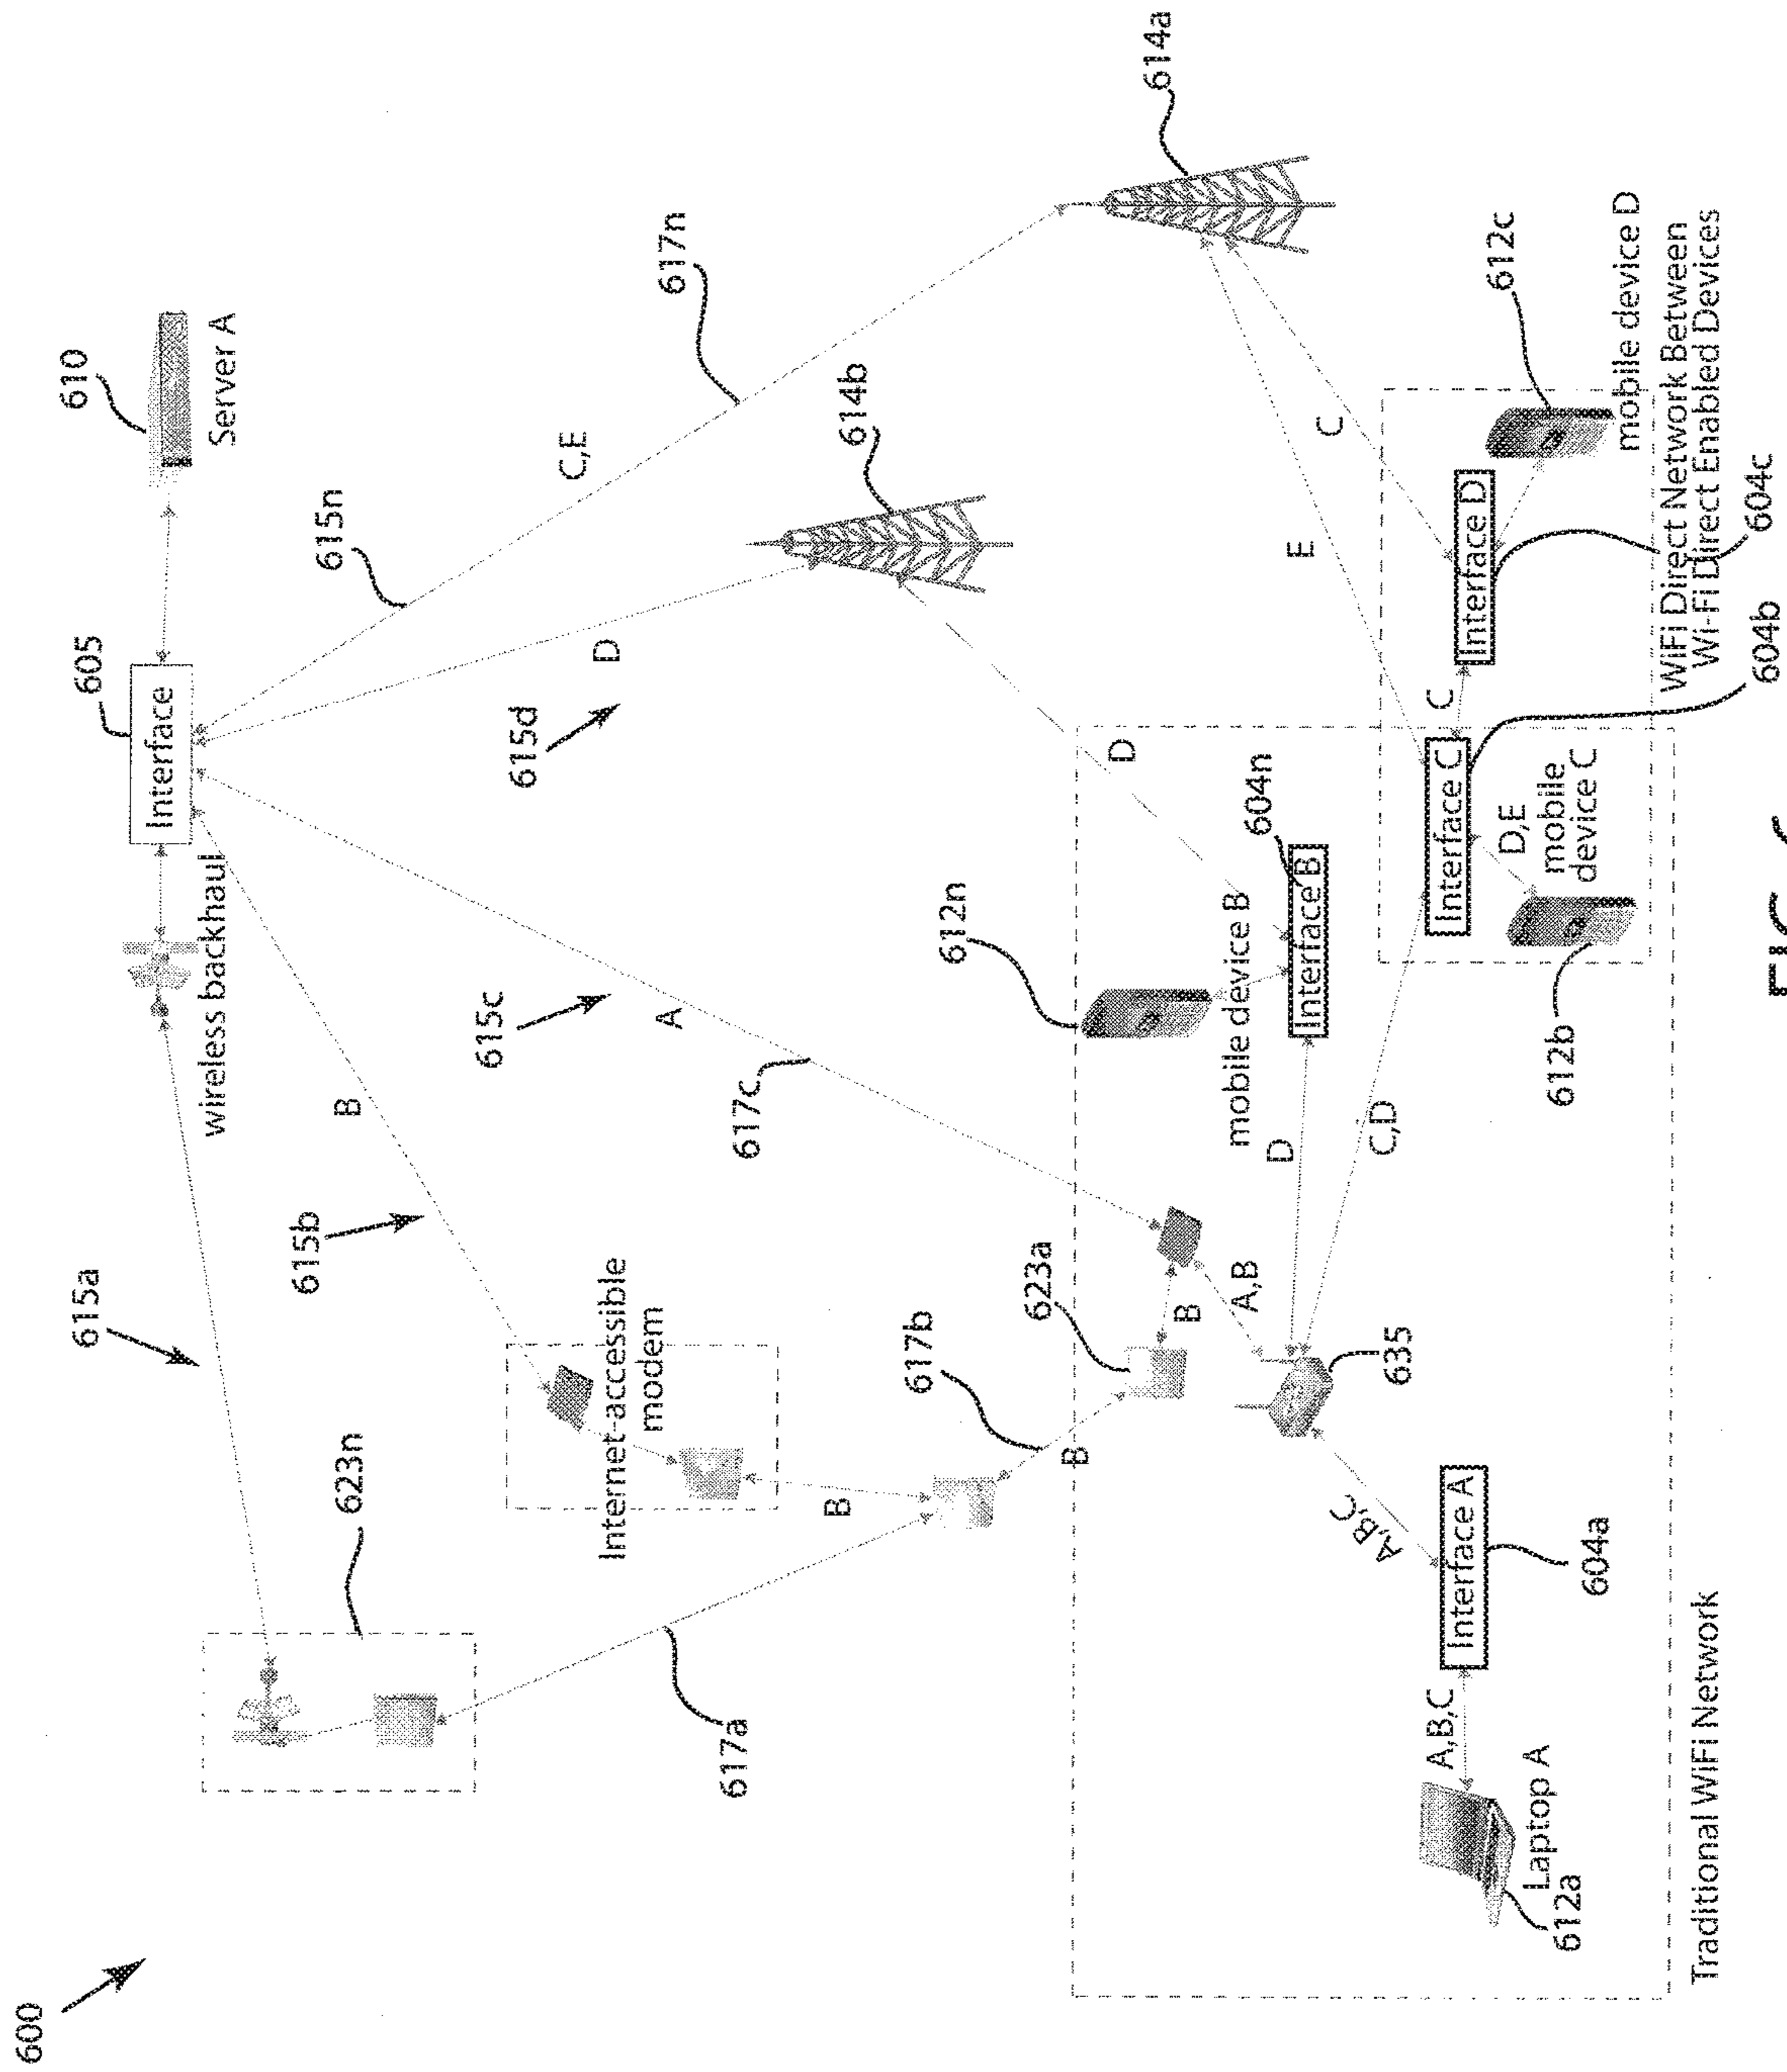 600
615a
605
610
Interface
Server A
wireless backhaul
615b
B
615n
623n
615c
615d
C,E
D
Internet-accessible
modem
A
617n
617a
617c
B
614b
617b
612n
623a
B
D
614a
B
A,B
mobile device B
604n
D
Interface B
E
C
A,B,C
635
C,D
A,B,C
Interface A
Interface C
C
Interface D
612c
Laptop A
D,E
mobile
device C
612a
604a
612b
mobile device D
WiFi Direct Network Between
Wi-Fi Direct Enabled Devices
Traditional WiFi Network
604b
604c